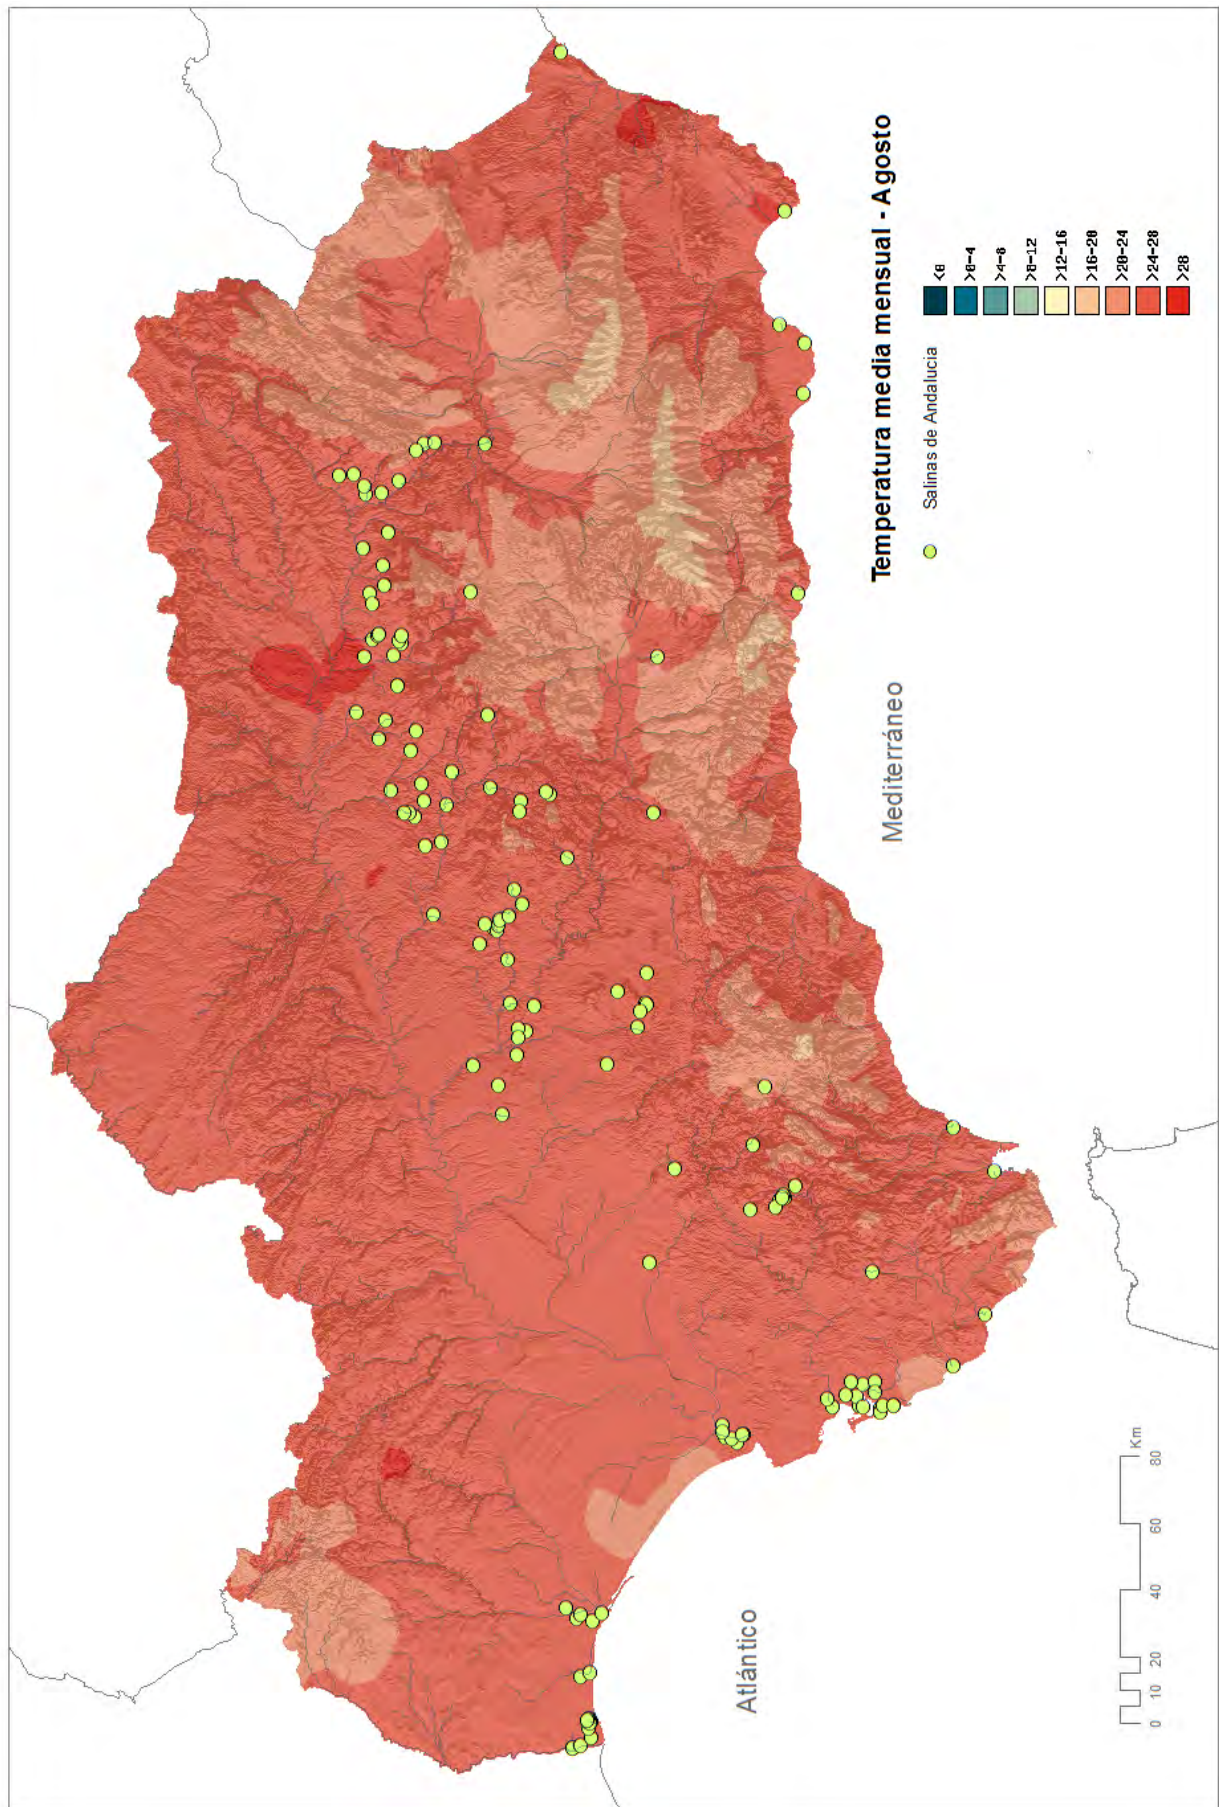 Temperatura media mensual - Agosto
Salinas de Andalucia
<0
>0-4
>4-8
>8-12
>12-16
>16-20
>20-24
>24-28
>28
Mediterráneo
Atlántico
0 10 20 40 60 80
Km